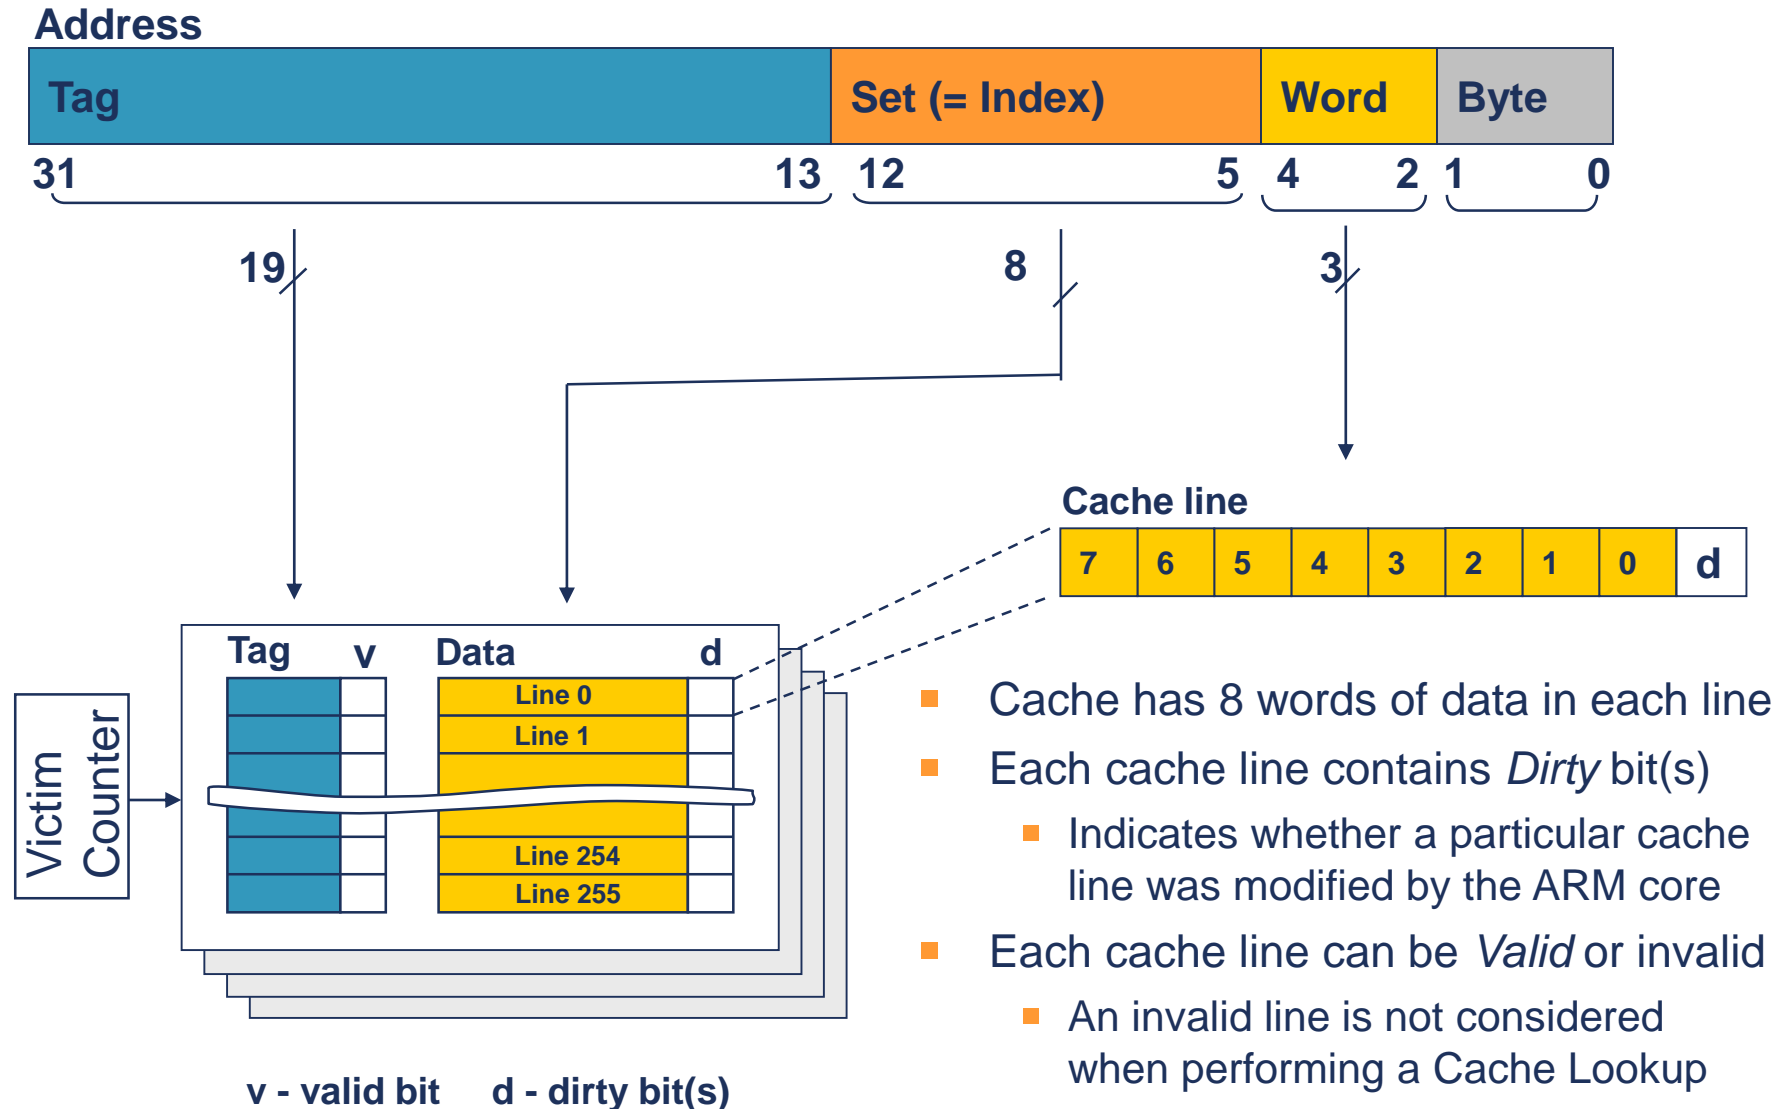 Address
Tag Set (= Index) Word Byte
31 13 12 5 4 2 1 0
19 8 3
Cache line
7 6 5 4 3 2 1 0 d
Tag v Data d
Line 0
Line 1
Line 254
Line 255
Victim
Counter
v - valid bit d - dirty bit(s)
Cache has 8 words of data in each line
Each cache line contains Dirty bit(s)
Indicates whether a particular cache
line was modified by the ARM core
Each cache line can be Valid or invalid
An invalid line is not considered
when performing a Cache Lookup